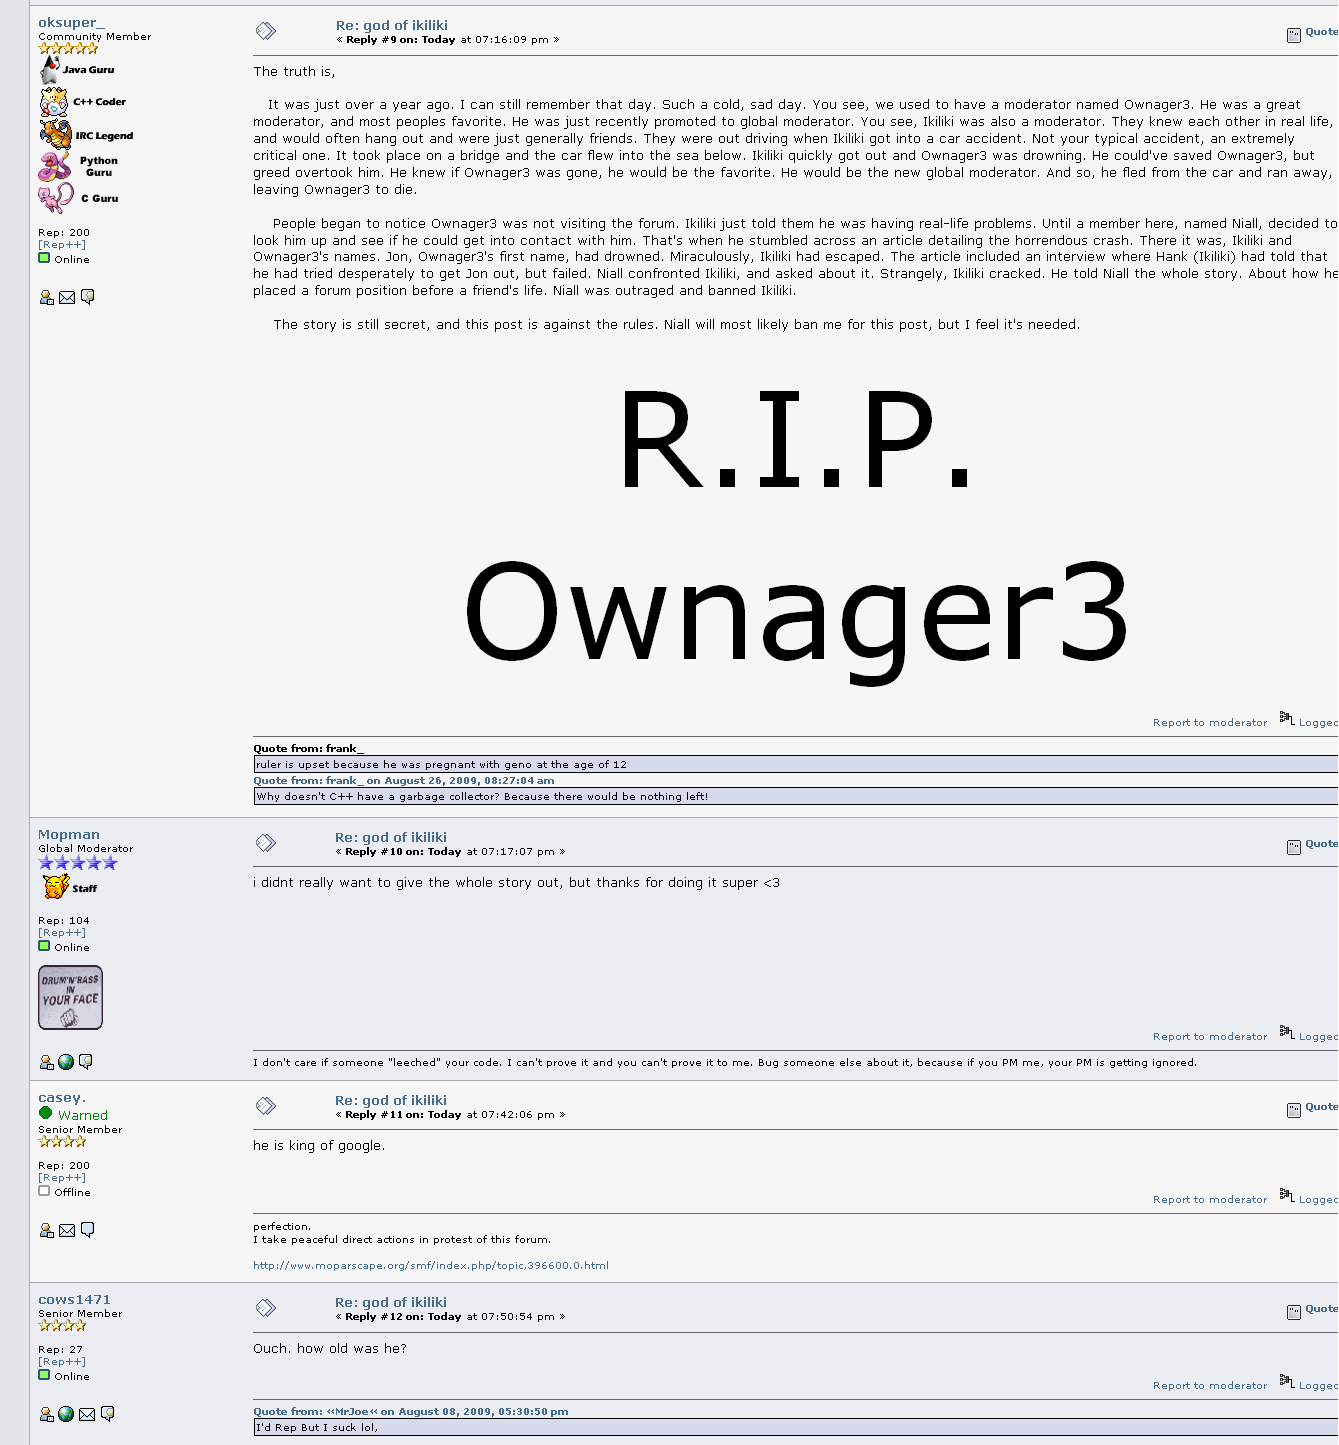 oksuper_
Community Member
Java Guru
C++ Coder
IRC Legend
Python
Guru
C Guru
Rep: 200
[Rep++]
Online
Re: god of ikiliki
« Reply #9 on: Today at 07:16:09 pm »
Quote
The truth is,
It was just over a year ago. I can still remember that day. Such a cold, sad day. You see, we used to have a moderator named Ownager3. He was a great
moderator, and most peoples favorite. He was just recently promoted to global moderator. You see, Ikiliki was also a moderator. They knew each other in real life,
and would often hang out and were just generally friends. They were out driving when Ikiliki got into a car accident. Not your typical accident, an extremely
critical one. It took place on a bridge and the car flew into the sea below. Ikiliki quickly got out and Ownager3 was drowning. He could've saved Ownager3, but
greed overtook him. He knew if Ownager3 was gone, he would be the favorite. He would be the new global moderator. And so, he fled from the car and ran away,
leaving Ownager3 to die.
People began to notice Ownager3 was not visiting the forum. Ikiliki just told them he was having real-life problems. Until a member here, named Niall, decided to
look him up and see if he could get into contact with him. That's when he stumbled across an article detailing the horrendous crash. There it was, Ikiliki and
Ownager3's names. Jon, Ownager3's first name, had drowned. Miraculously, Ikiliki had escaped. The article included an interview where Hank (Ikiliki) had told that
he had tried desperately to get Jon out, but failed. Niall confronted Ikiliki, and asked about it. Strangely, Ikiliki cracked. He told Niall the whole story. About how he
placed a forum position before a friend's life. Niall was outraged and banned Ikiliki.
The story is still secret, and this post is against the rules. Niall will most likely ban me for this post, but I feel it's needed.
R.I.P.
Ownager3
Report to moderator Logged
Quote from: frank_
ruler is upset because he was pregnant with geno at the age of 12
Quote from: frank_ on August 26, 2009, 08:27:04 am
Why doesn't C++ have a garbage collector? Because there would be nothing left!
Mopman
Global Moderator
Staff
Rep: 104
[Rep++]
Online
DRUM'N'BASS
IN
YOUR FACE
Re: god of ikiliki
« Reply #10 on: Today at 07:17:07 pm »
Quote
i didnt really want to give the whole story out, but thanks for doing it super <3
Report to moderator Logged
I don't care if someone "leeched" your code. I can't prove it and you can't prove it to me. Bug someone else about it, because if you PM me, your PM is getting ignored.
casey.
Warned
Senior Member
Rep: 200
[Rep++]
Offline
Re: god of ikiliki
« Reply #11 on: Today at 07:42:06 pm »
Quote
he is king of google.
Report to moderator Logged
perfection.
I take peaceful direct actions in protest of this forum.
http://www.moparscape.org/smf/index.php/topic,396600.0.html
cows1471
Senior Member
Rep: 27
[Rep++]
Online
Re: god of ikiliki
« Reply #12 on: Today at 07:50:54 pm »
Quote
Ouch. how old was he?
Report to moderator Logged
Quote from: ‹‹MrJoe‹‹ on August 08, 2009, 05:30:50 pm
I'd Rep But I suck lol,